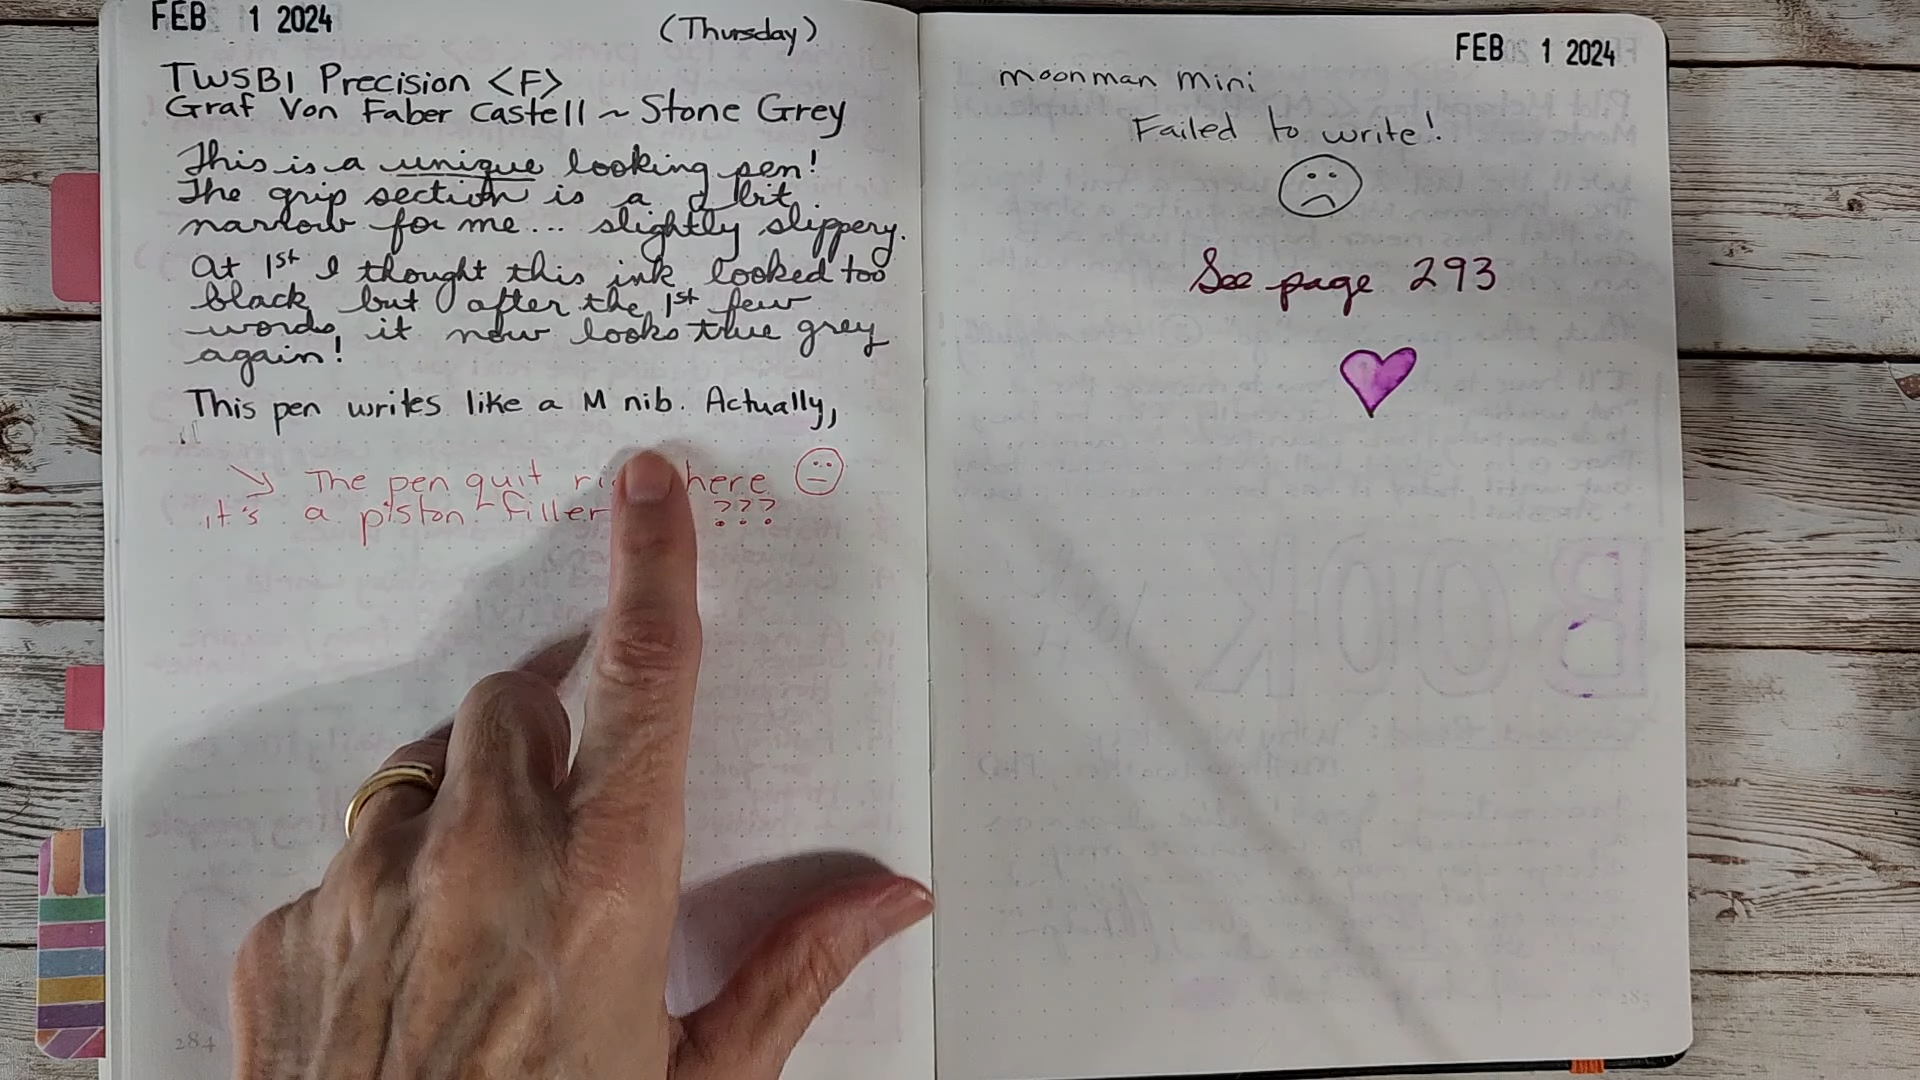 FEB 1 2024
(Thursday)
TWSBI Precision <F>
Graf Von Faber Castell ~ Stone Grey
This is a unique looking pen!
The grip section is a bit
narrow for me... slightly slippery.
At 1st I thought this ink looked too
black but after the 1st few
words it now looks true grey
again!
This pen writes like a M nib. Actually,
↘ The pen quit here
it's a piston-filler ???
284
FEB 1 2024
moonman mini
Failed to write!
See page 293
285